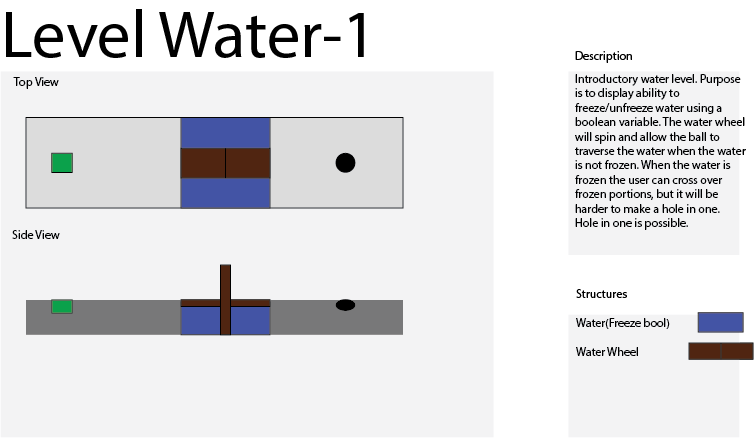 Level Water-1
Top View
Side View
Description
Introductory water level. Purpose
is to display ability to
freeze/unfreeze water using a
boolean variable. The water wheel
will spin and allow the ball to
traverse the water when the water
is not frozen. When the water is
frozen the user can cross over
frozen portions, but it will be
harder to make a hole in one.
Hole in one is possible.
Structures
Water(Freeze bool)
Water Wheel